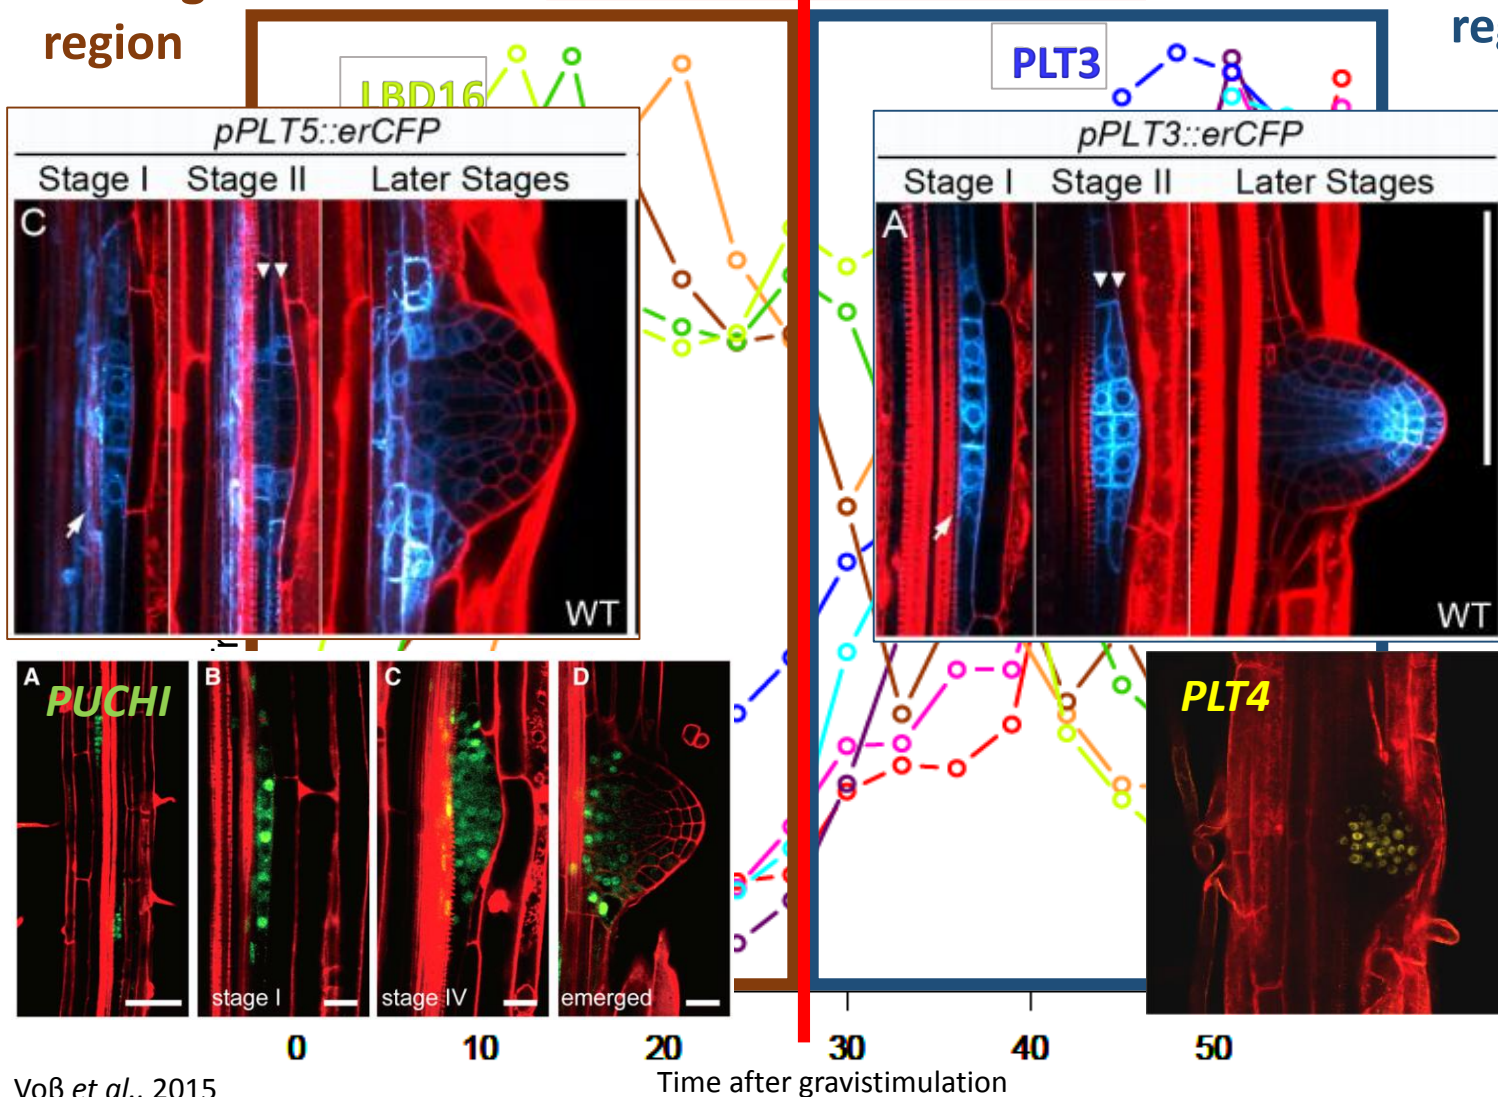 region
LBD16
PLT3
pPLT5::erCFP
Stage I Stage II Later Stages
C
WT
pPLT3::erCFP
Stage I Stage II Later Stages
A
WT
A
PUCHI
B
stage I
C
stage IV
D
emerged
PLT4
0 10 20 30 40 50
Time after gravistimulation
Voß et al., 2015